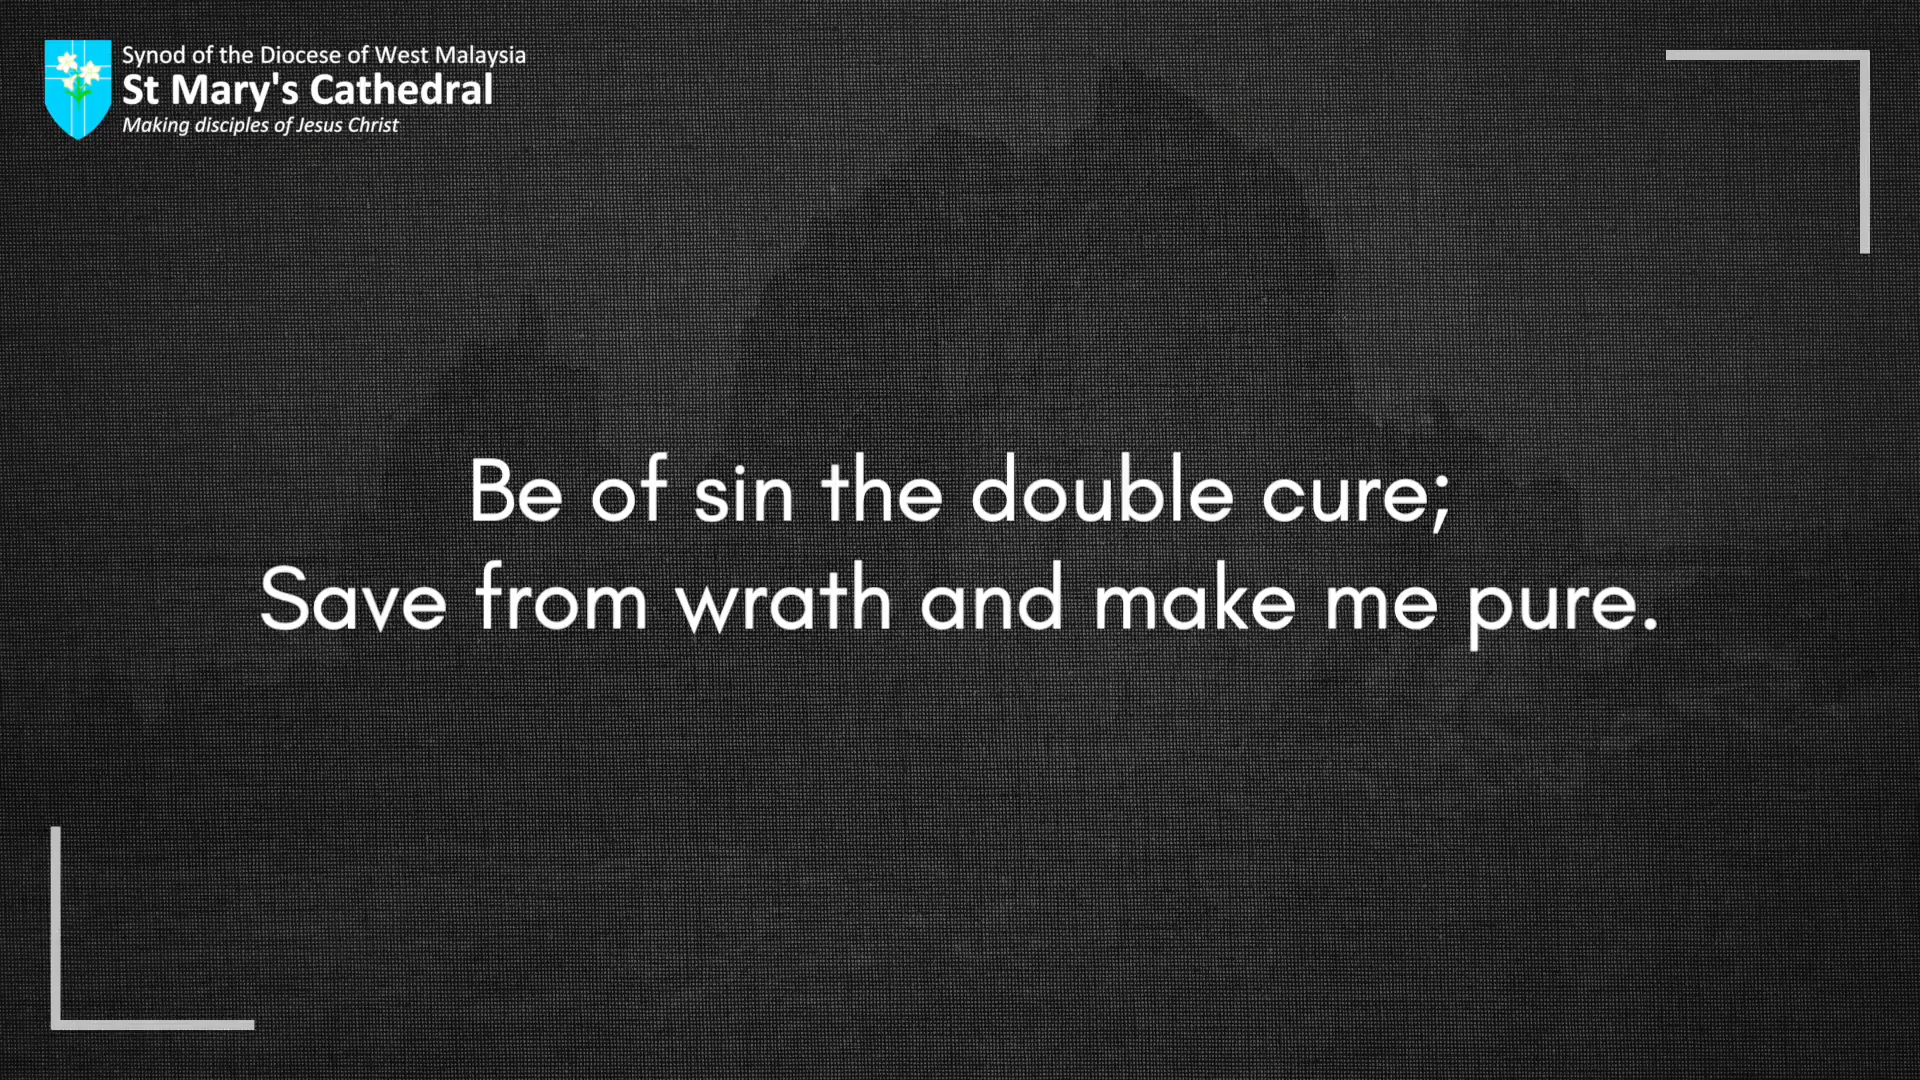 Synod of the Diocese of West Malaysia
St Mary's Cathedral
Making disciples of Jesus Christ
Be of sin the double cure;
Save from wrath and make me pure.